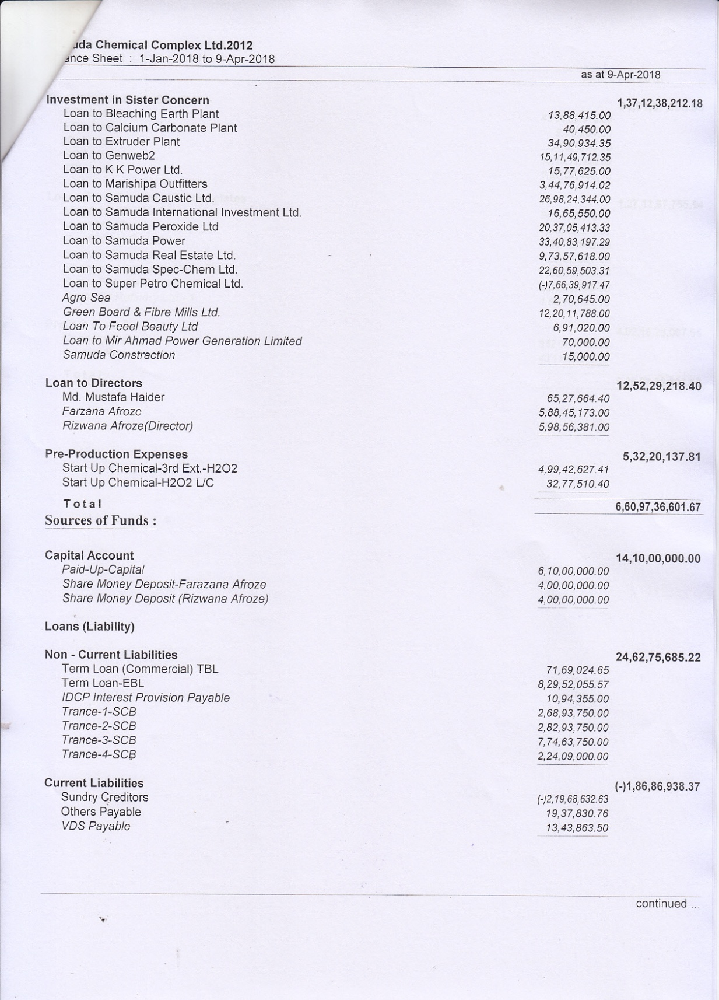 uda Chemical Complex Ltd.2012
ance Sheet : 1-Jan-2018 to 9-Apr-2018
as at 9-Apr-2018
Investment in Sister Concern 1,37,12,38,212.18
Loan to Bleaching Earth Plant 13,88,415.00
Loan to Calcium Carbonate Plant 40,450.00
Loan to Extruder Plant 34,90,934.35
Loan to Genweb2 15,11,49,712.35
Loan to K K Power Ltd. 15,77,625.00
Loan to Marishipa Outfitters 3,44,76,914.02
Loan to Samuda Caustic Ltd. 26,98,24,344.00
Loan to Samuda International Investment Ltd. 16,65,550.00
Loan to Samuda Peroxide Ltd 20,37,05,413.33
Loan to Samuda Power 33,40,83,197.29
Loan to Samuda Real Estate Ltd. 9,73,57,618.00
Loan to Samuda Spec-Chem Ltd. 22,60,59,503.31
Loan to Super Petro Chemical Ltd. (-)7,66,39,917.47
Agro Sea 2,70,645.00
Green Board & Fibre Mills Ltd. 12,20,11,788.00
Loan To Feeel Beauty Ltd 6,91,020.00
Loan to Mir Ahmad Power Generation Limited 70,000.00
Samuda Constraction 15,000.00
Loan to Directors 12,52,29,218.40
Md. Mustafa Haider 65,27,664.40
Farzana Afroze 5,88,45,173.00
Rizwana Afroze(Director) 5,98,56,381.00
Pre-Production Expenses 5,32,20,137.81
Start Up Chemical-3rd Ext.-H2O2 4,99,42,627.41
Start Up Chemical-H2O2 L/C 32,77,510.40
Total 6,60,97,36,601.67
Sources of Funds :
Capital Account 14,10,00,000.00
Paid-Up-Capital 6,10,00,000.00
Share Money Deposit-Farazana Afroze 4,00,00,000.00
Share Money Deposit (Rizwana Afroze) 4,00,00,000.00
Loans (Liability)
Non - Current Liabilities 24,62,75,685.22
Term Loan (Commercial) TBL 71,69,024.65
Term Loan-EBL 8,29,52,055.57
IDCP Interest Provision Payable 10,94,355.00
Trance-1-SCB 2,68,93,750.00
Trance-2-SCB 2,82,93,750.00
Trance-3-SCB 7,74,63,750.00
Trance-4-SCB 2,24,09,000.00
Current Liabilities (-)1,86,86,938.37
Sundry Creditors (-)2,19,68,632.63
Others Payable 19,37,830.76
VDS Payable 13,43,863.50
continued ...